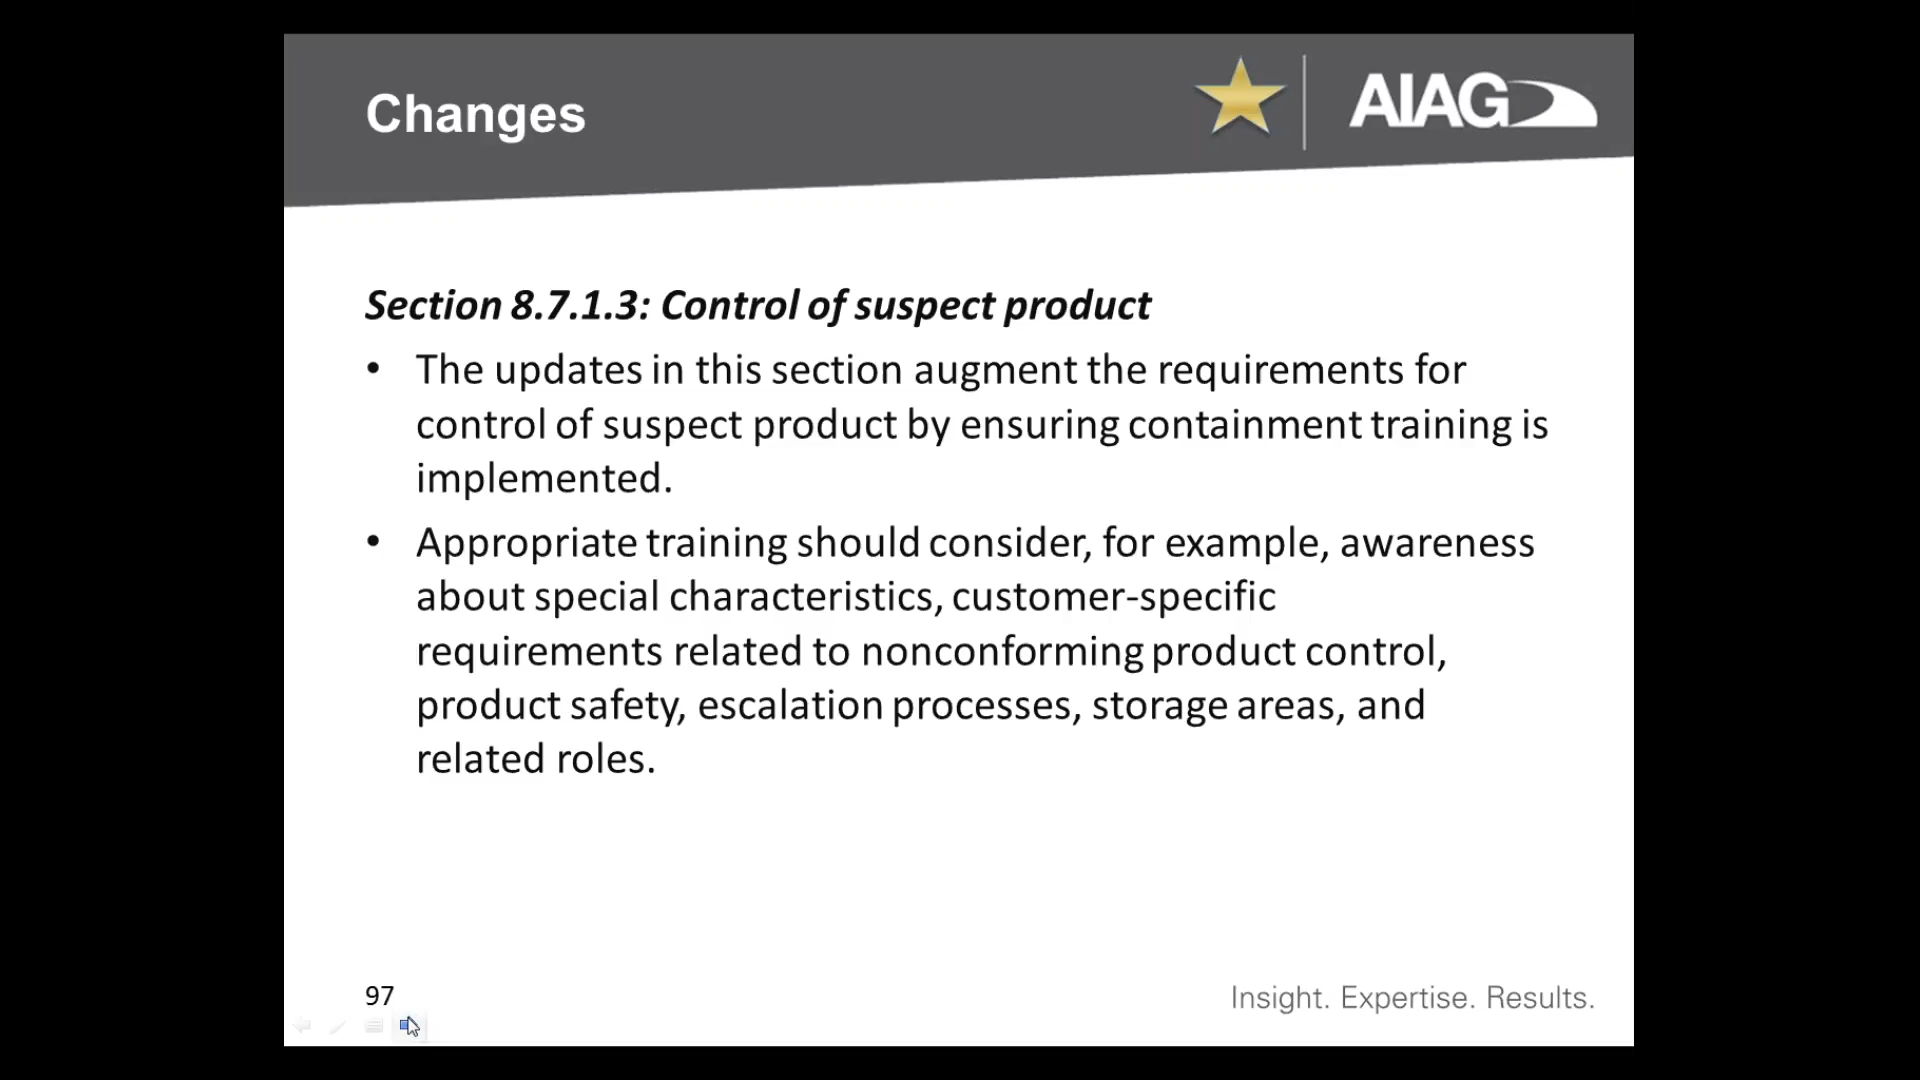 Changes
AIAG
Section 8.7.1.3: Control of suspect product
• The updates in this section augment the requirements for
control of suspect product by ensuring containment training is
implemented.
• Appropriate training should consider, for example, awareness
about special characteristics, customer-specific
requirements related to nonconforming product control,
product safety, escalation processes, storage areas, and
related roles.
97
Insight. Expertise. Results.